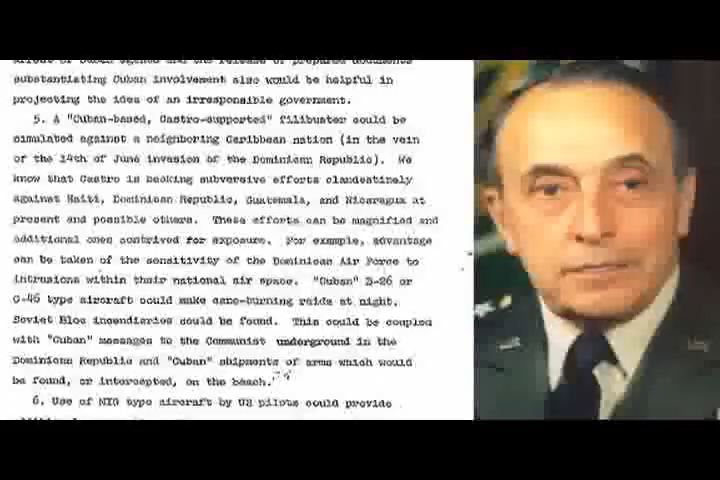 substantiating Cuban involvement also would be helpful in
projecting the idea of an irresponsible government.
5. A "Cuban-based, Castro-supported" filibuster could be
simulated against a neighboring Caribbean nation (in the vein
of the 14th of June invasion of the Dominican Republic). We
know that Castro is backing subversive efforts clandestinely
against Haiti, Dominican Republic, Guatemala, and Nicaragua at
present and possible others. These efforts can be magnified and
additional ones contrived for exposure. For example, advantage
can be taken of the sensitivity of the Dominican Air Force to
intrusions within their national air space. "Cuban" B-26 or
C-46 type aircraft could make cane-burning raids at night.
Soviet Bloc incendiaries could be found. This could be coupled
with "Cuban" messages to the Communist underground in the
Dominican Republic and "Cuban" shipments of arms which would
be found, or intercepted, on the beach.
6. Use of MIG type aircraft by US pilots could provide